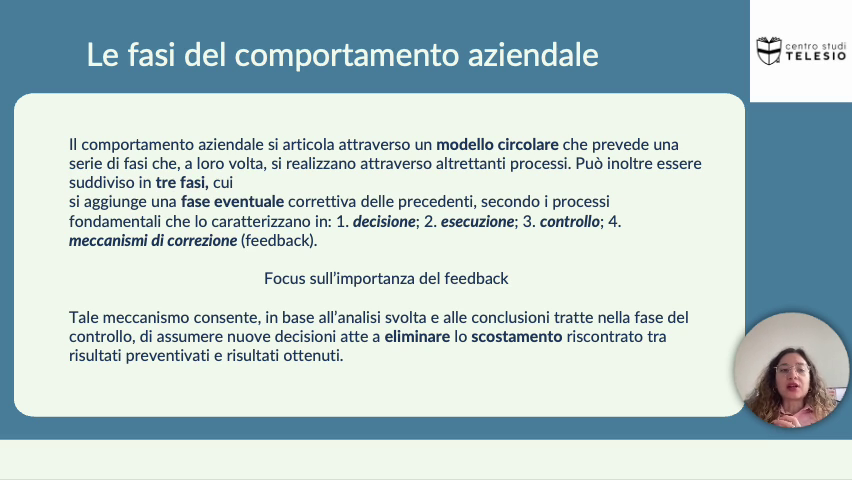 Le fasi del comportamento aziendale
centro studi
TELESIO
Il comportamento aziendale si articola attraverso un modello circolare che prevede una
serie di fasi che, a loro volta, si realizzano attraverso altrettanti processi. Può inoltre essere
suddiviso in tre fasi, cui
si aggiunge una fase eventuale correttiva delle precedenti, secondo i processi
fondamentali che lo caratterizzano in: 1. decisione; 2. esecuzione; 3. controllo; 4.
meccanismi di correzione (feedback).
Focus sull’importanza del feedback
Tale meccanismo consente, in base all’analisi svolta e alle conclusioni tratte nella fase del
controllo, di assumere nuove decisioni atte a eliminare lo scostamento riscontrato tra
risultati preventivati e risultati ottenuti.